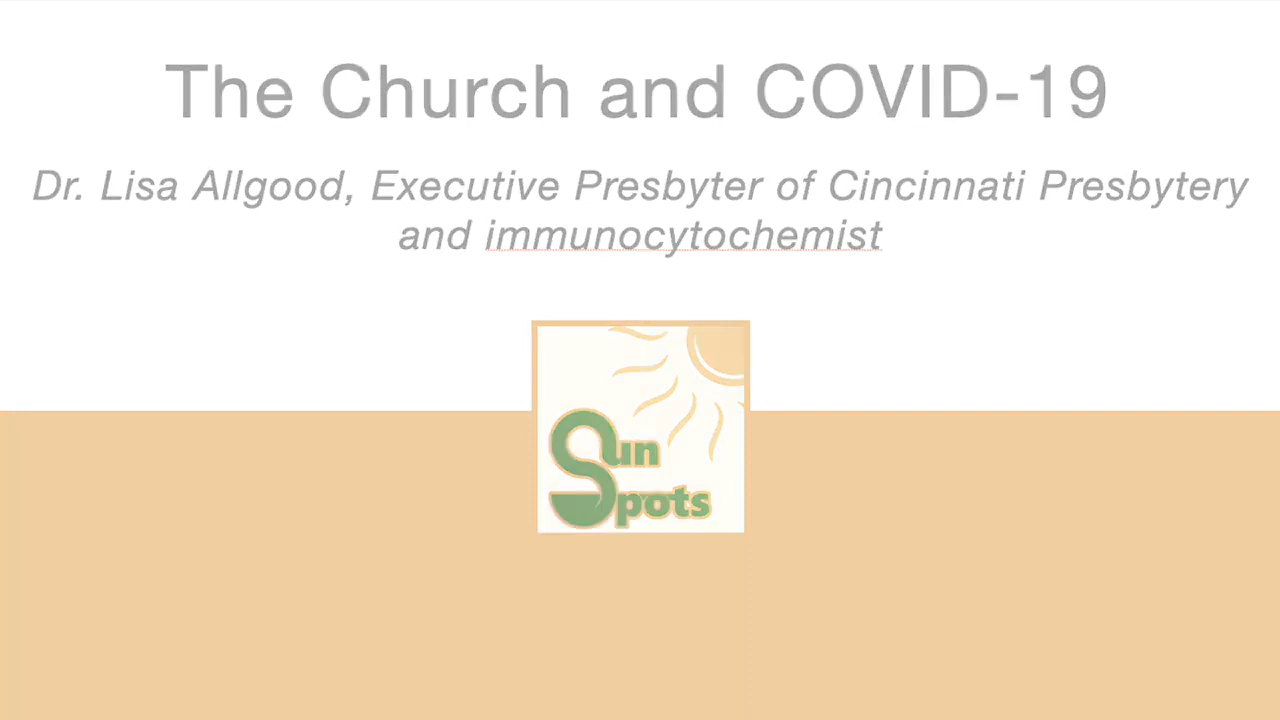 The Church and COVID-19
Dr. Lisa Allgood, Executive Presbyter of Cincinnati Presbytery
and immunocytochemist
Sun
Spots